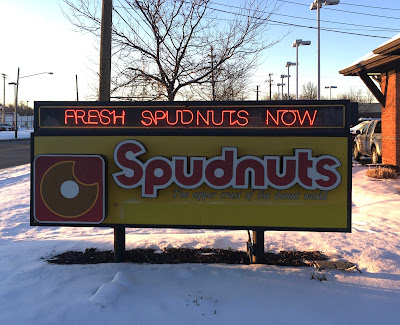 FRESH SPUDNUTS NOW
Spudnuts
The upper crust of the donut world